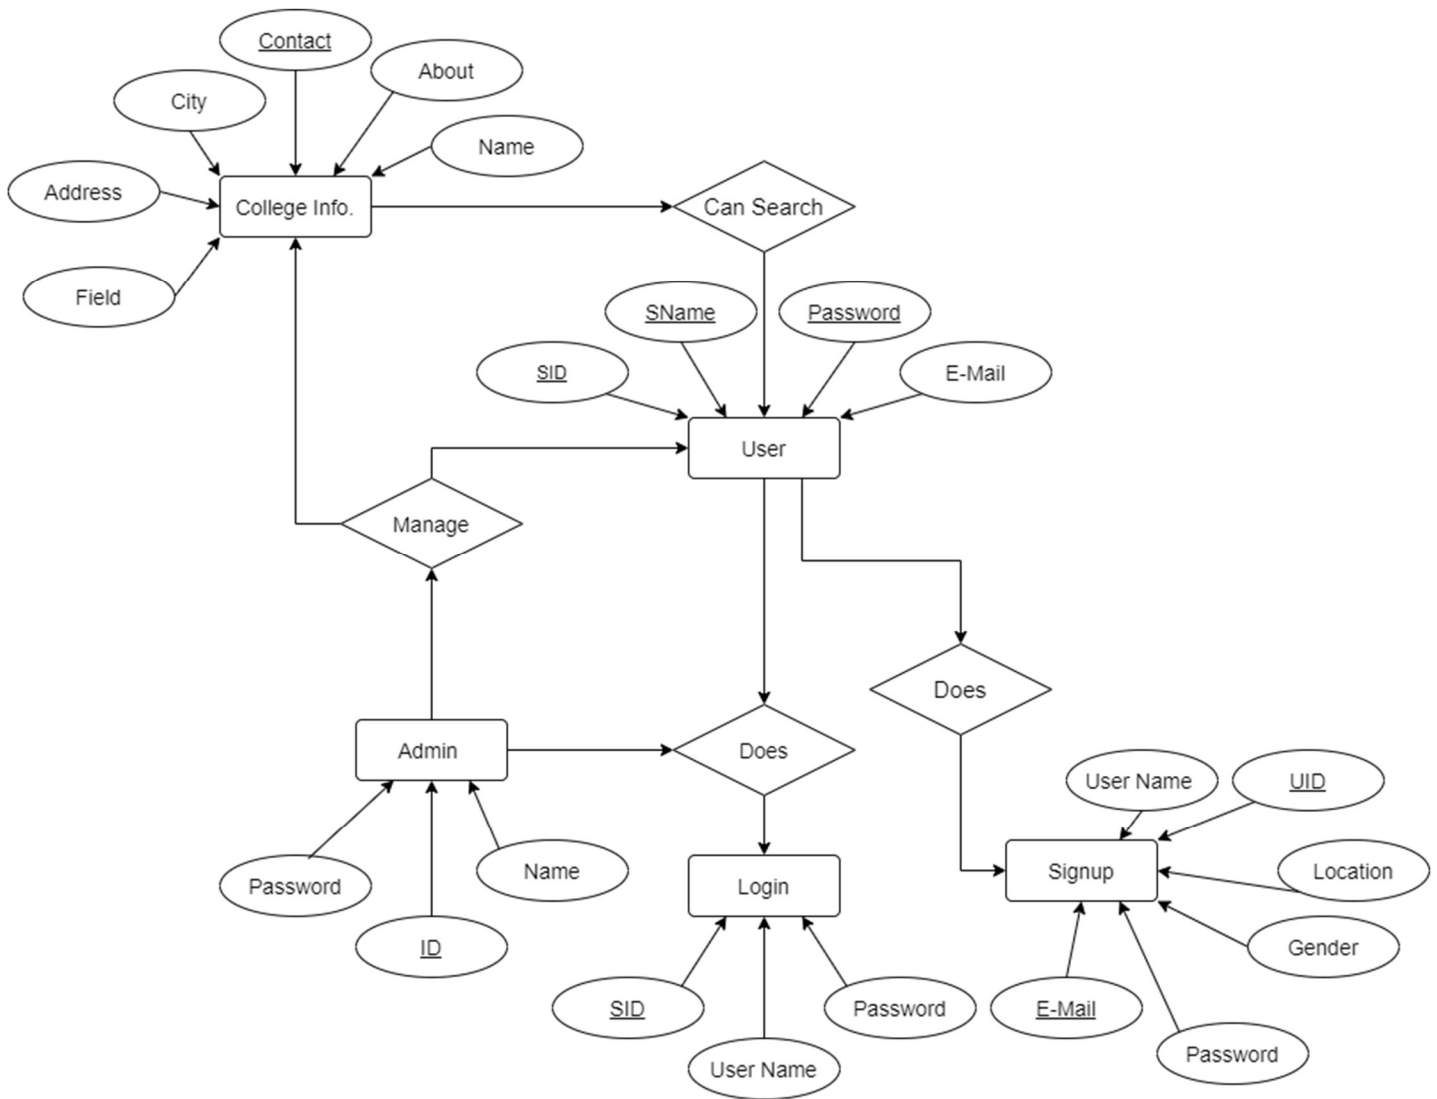 Contact
About
City
Name
Address
College Info.
Can Search
Field
SName
Password
SID
E-Mail
User
Manage
Does
Admin
Does
User Name
UID
Password
Name
Login
Signup
Location
ID
Gender
SID
Password
E-Mail
User Name
Password